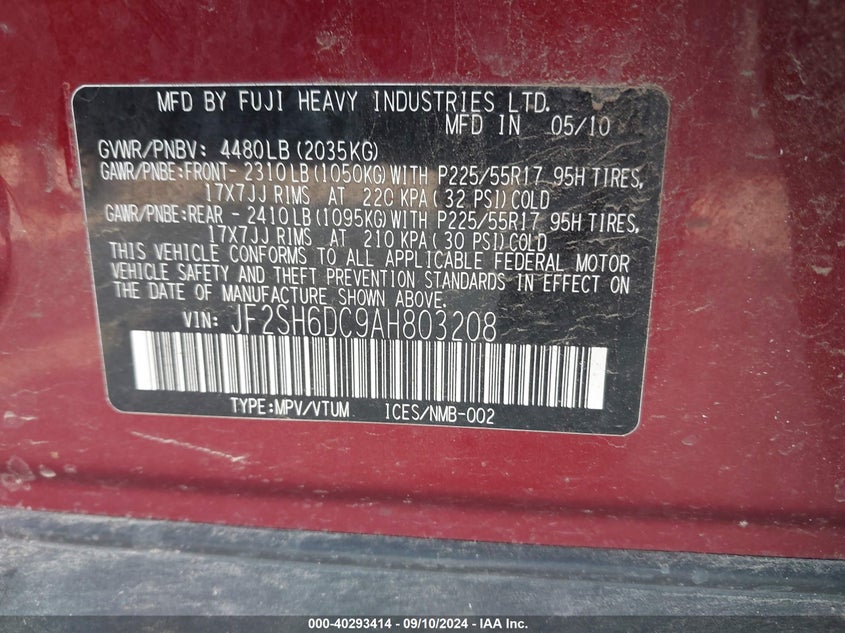 MFD BY FUJI HEAVY INDUSTRIES LTD.
MFD IN 05/10
GVWR/PNBV: 4480LB (2035KG)
GAWR/PNBE:FRONT- 2310LB (1050KG) WITH P225/55R17 95H TIRES,
17X7JJ RIMS AT 220 KPA ( 32 PSI) COLD
GAWR/PNBE:REAR - 2410LB (1095KG) WITH P225/55R17 95H TIRES,
17X7JJ RIMS AT 210 KPA ( 30 PSI) COLD
THIS VEHICLE CONFORMS TO ALL APPLICABLE FEDERAL MOTOR
VEHICLE SAFETY AND THEFT PREVENTION STANDARDS IN EFFECT ON
THE DATE OF MANUFACTURE SHOWN ABOVE.
VIN: JF2SH6DC9AH803208
TYPE:MPV/VTUM ICES/NMB-002
000-40293414 - 09/10/2024 - IAA Inc.